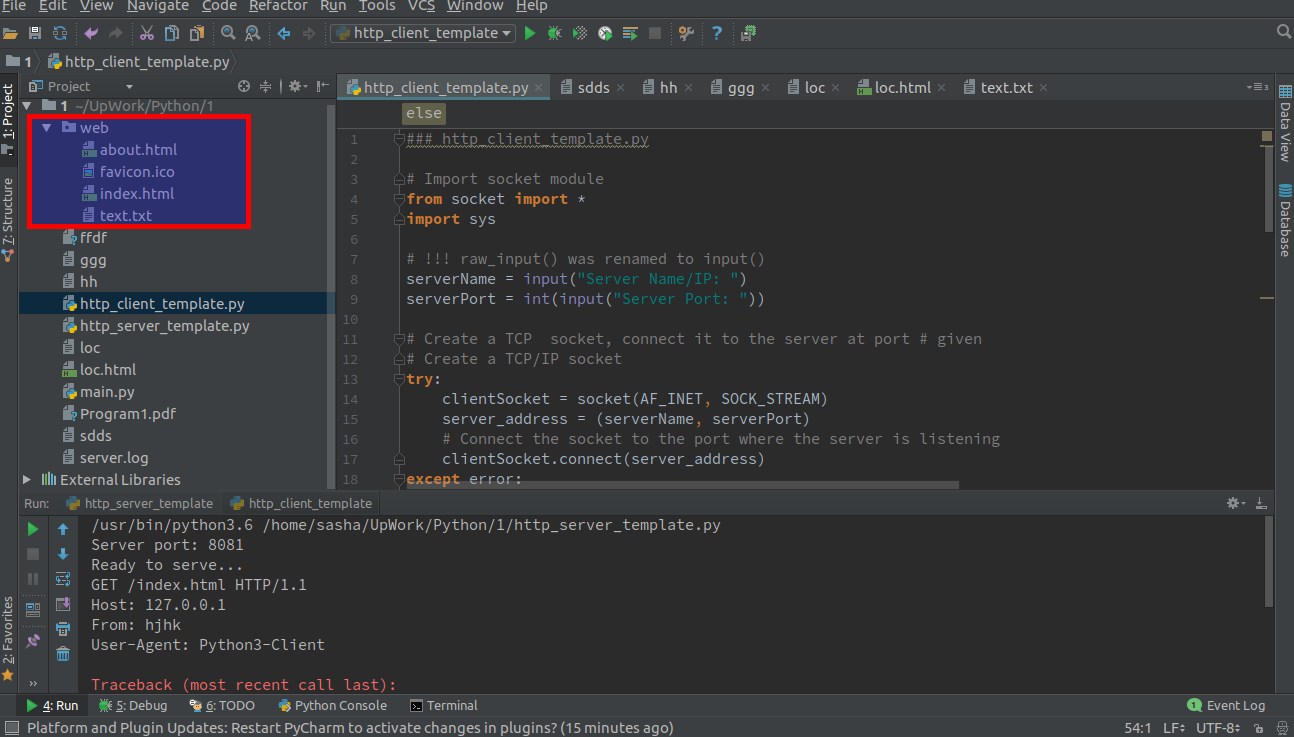 File Edit View Navigate Code Refactor Run Tools VCS Window Help
http_client_template
1 http_client_template.py
Project
http_client_template.py sdds hh ggg loc loc.html text.txt
1 ~/UpWork/Python/1
web
about.html
favicon.ico
index.html
text.txt
ffdf
ggg
hh
http_client_template.py
http_server_template.py
loc
loc.html
main.py
Program1.pdf
sdds
server.log
External Libraries
1: Project
7: Structure
2: Favorites
else
1 ### http_client_template.py
2
3 # Import socket module
4 from socket import *
5 import sys
6
7 # !!! raw_input() was renamed to input()
8 serverName = input("Server Name/IP: ")
9 serverPort = int(input("Server Port: "))
10
11 # Create a TCP  socket, connect it to the server at port # given
12 # Create a TCP/IP socket
13 try:
14 clientSocket = socket(AF_INET, SOCK_STREAM)
15 server_address = (serverName, serverPort)
16 # Connect the socket to the port where the server is listening
17 clientSocket.connect(server_address)
18 except error:
3
Data View
Database
Run: http_server_template http_client_template
/usr/bin/python3.6 /home/sasha/UpWork/Python/1/http_server_template.py
Server port: 8081
Ready to serve...
GET /index.html HTTP/1.1
Host: 127.0.0.1
From: hjhk
User-Agent: Python3-Client
Traceback (most recent call last):
4: Run 5: Debug 6: TODO Python Console Terminal 1 Event Log
Platform and Plugin Updates: Restart PyCharm to activate changes in plugins? (15 minutes ago) 54:1 LF UTF-8